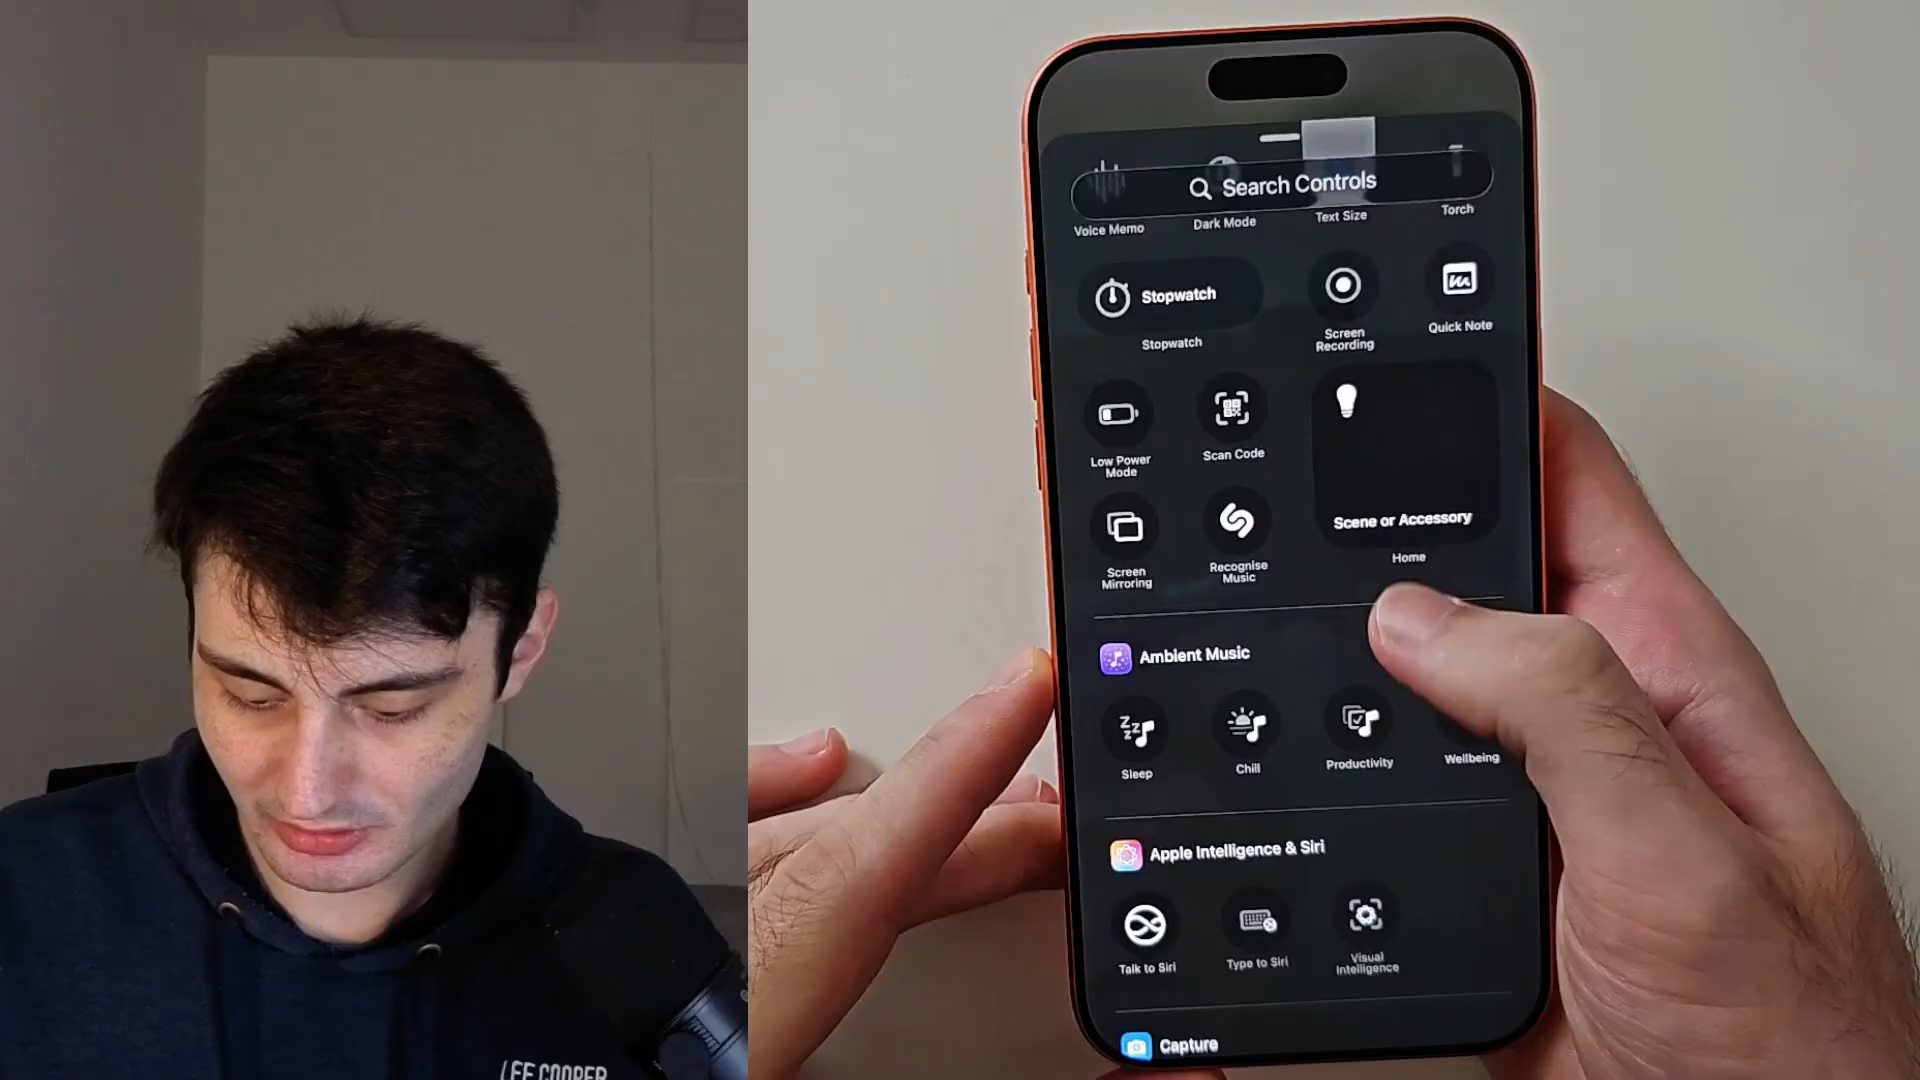 Search Controls
Voice Memo
Dark Mode
Text Size
Torch
Stopwatch
Stopwatch
Screen
Recording
Quick Note
Low Power
Mode
Scan Code
Scene or Accessory
Home
Screen
Mirroring
Recognise
Music
Ambient Music
Sleep
Chill
Productivity
Wellbeing
Apple Intelligence & Siri
Talk to Siri
Type to Siri
Visual
Intelligence
Capture
LEE COOPER